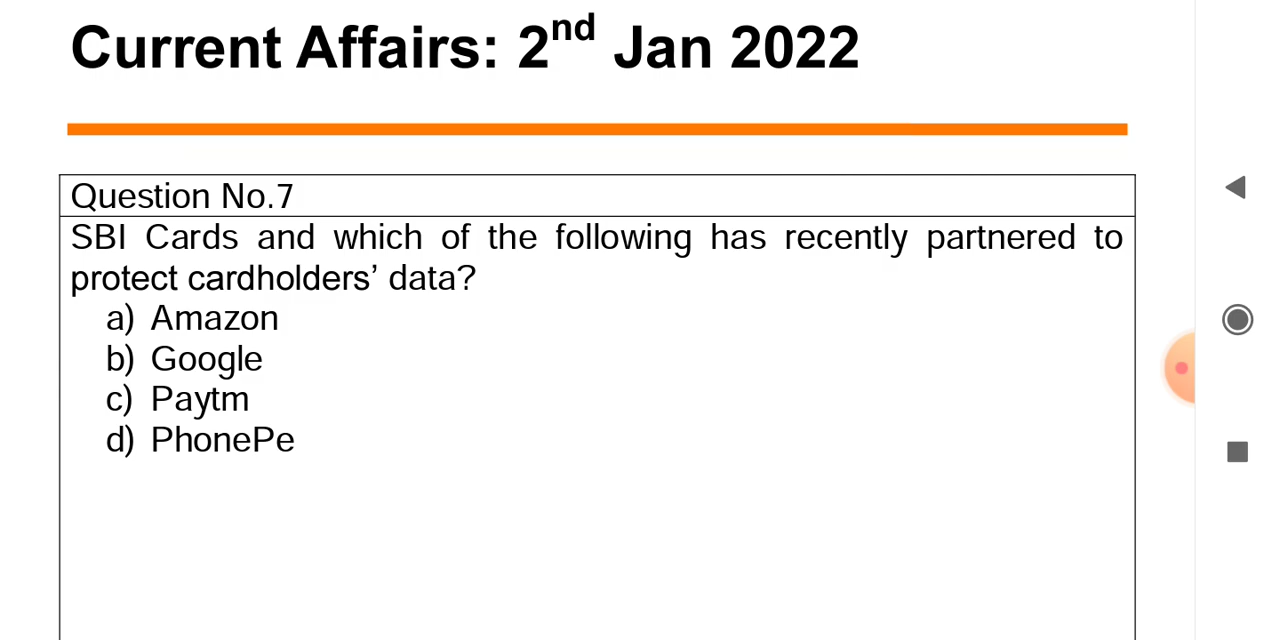 Current Affairs: 2nd Jan 2022
Question No.7
SBI Cards and which of the following has recently partnered to
protect cardholders’ data?
a) Amazon
b) Google
c) Paytm
d) PhonePe